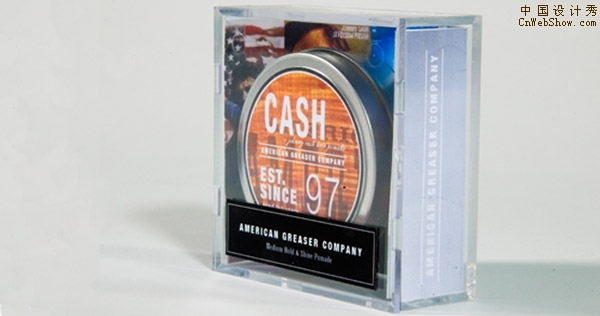 中国设计秀
CnWebShow.com
CASH
AMERICAN GREASER COMPANY
EST.
SINCE
97
AMERICAN GREASER COMPANY
Medium Hold & Shine Pomade
AMERICAN GREASER COMPANY